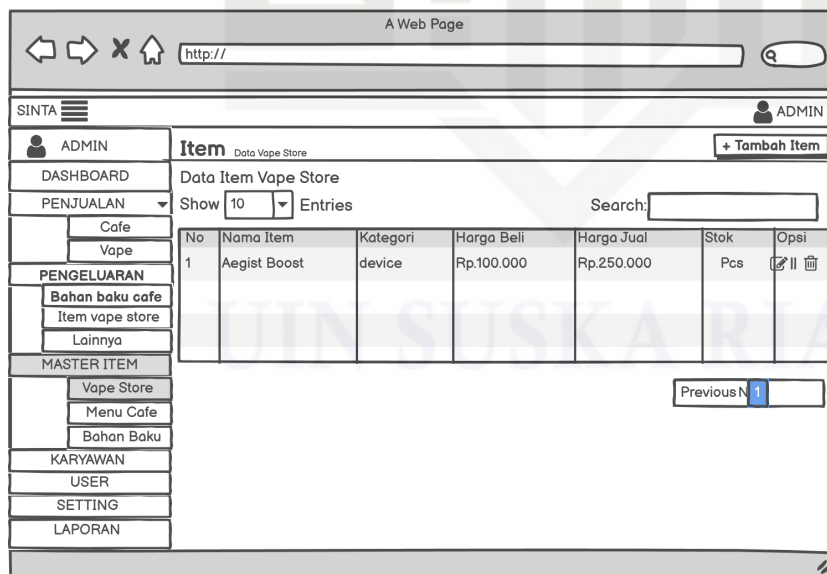 A Web Page
http://
SINTA
ADMIN
ADMIN
DASHBOARD
PENJUALAN
Cafe
Vape
PENGELUARAN
Bahan baku cafe
Item vape store
Lainnya
MASTER ITEM
Vape Store
Menu Cafe
Bahan Baku
KARYAWAN
USER
SETTING
LAPORAN
Item Data Vape Store
+ Tambah Item
Data Item Vape Store
Show 10 Entries Search:
No Nama Item Kategori Harga Beli Harga Jual Stok Opsi
1 Aegist Boost device Rp.100.000 Rp.250.000 Pcs ||
Previous N 1
UIN SUSKA RIA